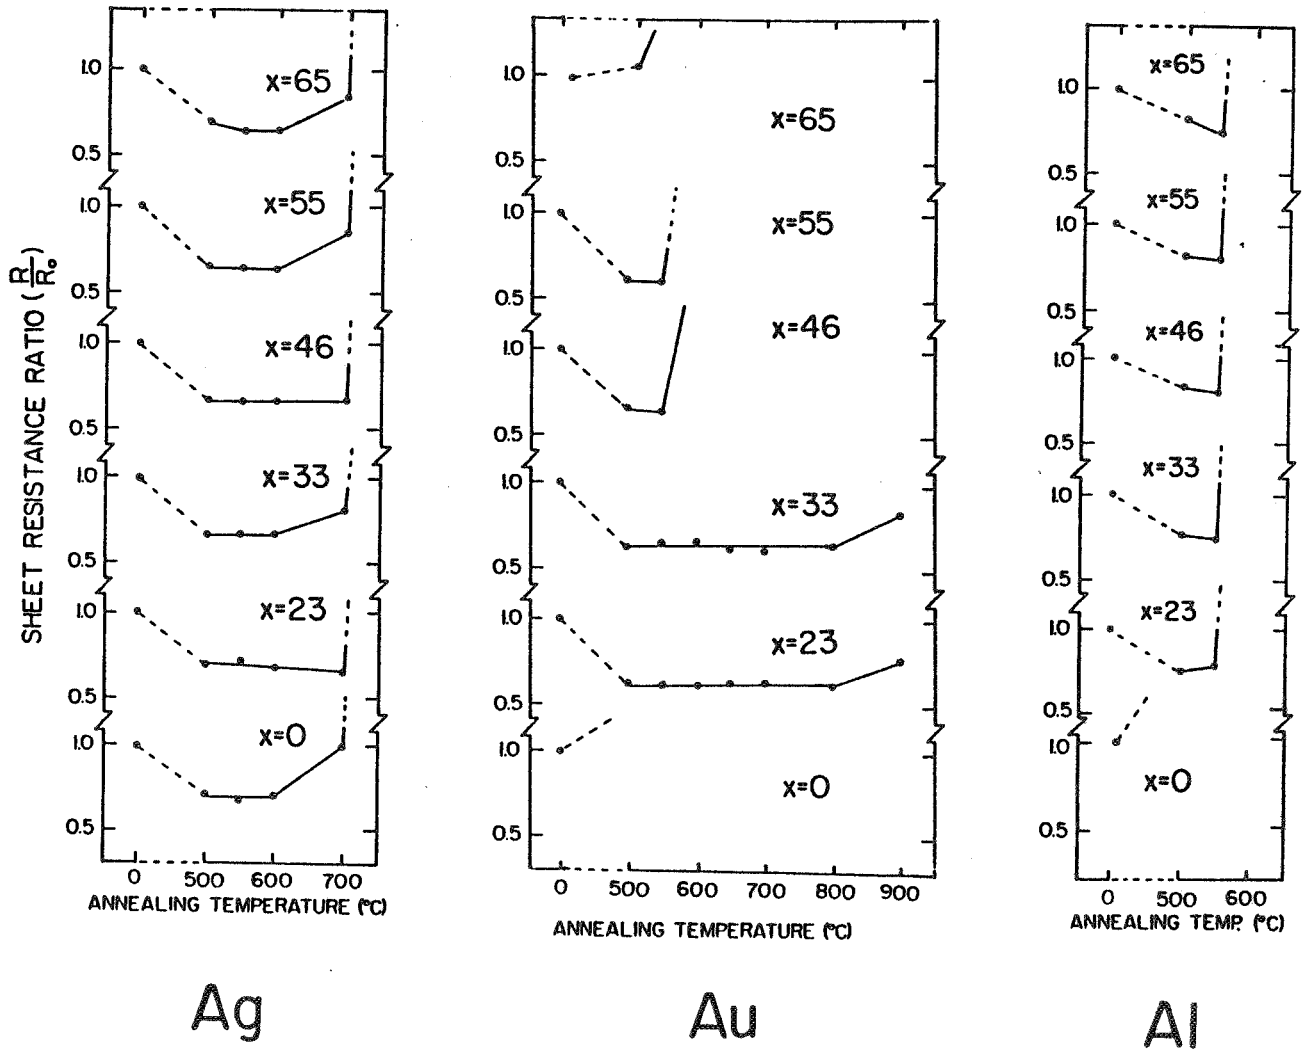 SHEET RESISTANCE RATIO (R/R₀)
1.0
x=65
0.5
1.0
x=55
0.5
1.0
x=46
0.5
1.0
x=33
0.5
1.0
x=23
0.5
1.0
x=0
0.5
0 500 600 700
ANNEALING TEMPERATURE (°C)
Ag
1.0
x=65
0.5
1.0
x=55
0.5
1.0
x=46
0.5
1.0
x=33
0.5
1.0
x=23
0.5
1.0
x=0
0.5
0 500 600 700 800 900
ANNEALING TEMPERATURE (°C)
Au
x=65
1.0
0.5
x=55
1.0
0.5
x=46
1.0
0.5
x=33
1.0
0.5
x=23
1.0
0.5
1.0
x=0
0.5
0 500 600
ANNEALING TEMP. (°C)
Al